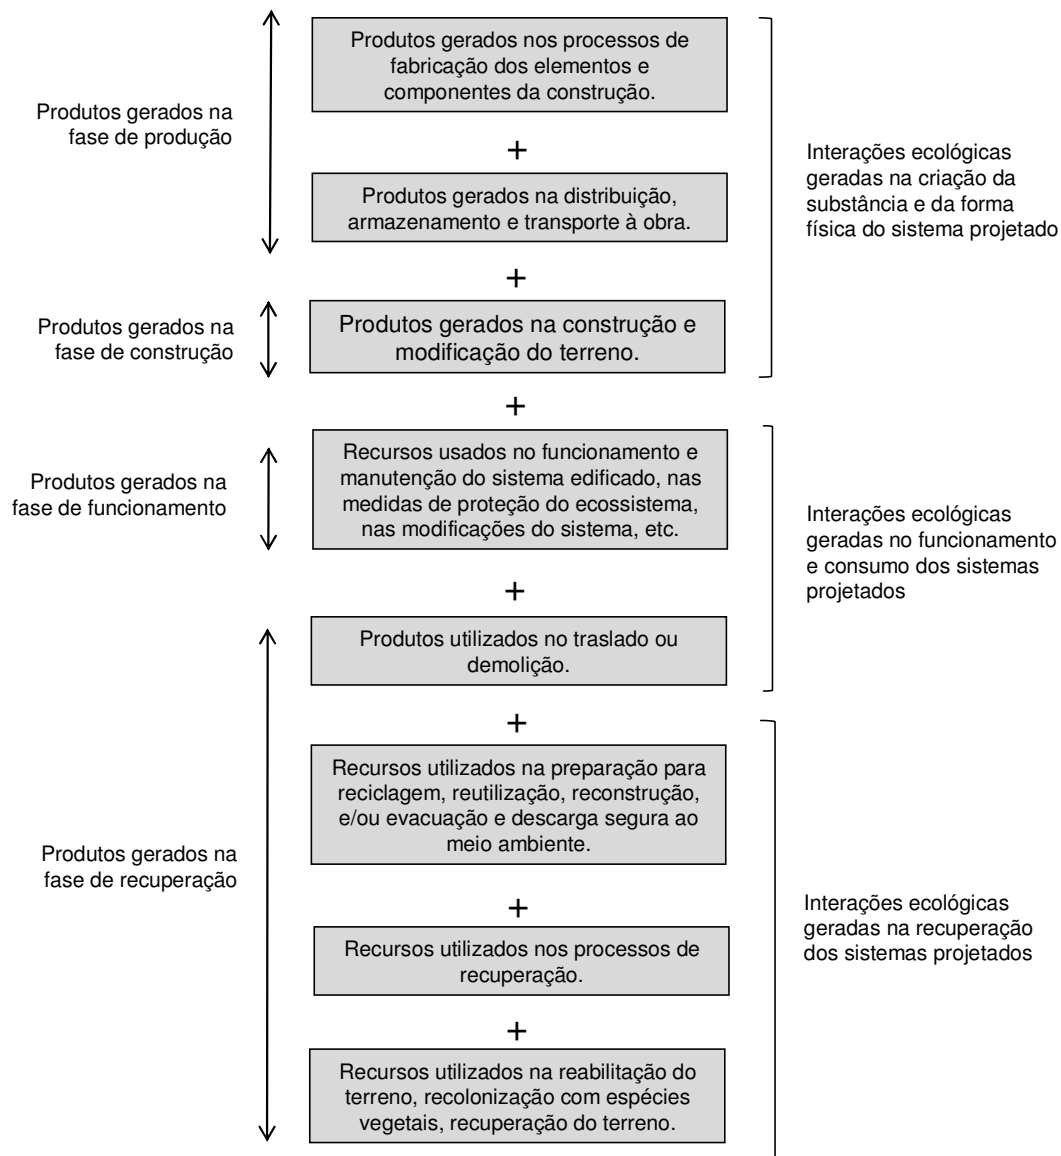 Produtos gerados nos processos de
fabricação dos elementos e
componentes da construção.
Produtos gerados na
fase de produção
+
Interações ecológicas
geradas na criação da
substância e da forma
física do sistema projetado
Produtos gerados na distribuição,
armazenamento e transporte à obra.
+
Produtos gerados na
fase de construção
Produtos gerados na construção e
modificação do terreno.
+
Produtos gerados na
fase de funcionamento
Recursos usados no funcionamento e
manutenção do sistema edificado, nas
medidas de proteção do ecossistema,
nas modificações do sistema, etc.
Interações ecológicas
geradas no funcionamento
e consumo dos sistemas
projetados
+
Produtos utilizados no traslado ou
demolição.
+
Recursos utilizados na preparação para
reciclagem, reutilização, reconstrução,
e/ou evacuação e descarga segura ao
meio ambiente.
Produtos gerados na
fase de recuperação
+
Interações ecológicas
geradas na recuperação
dos sistemas projetados
Recursos utilizados nos processos de
recuperação.
+
Recursos utilizados na reabilitação do
terreno, recolonização com espécies
vegetais, recuperação do terreno.